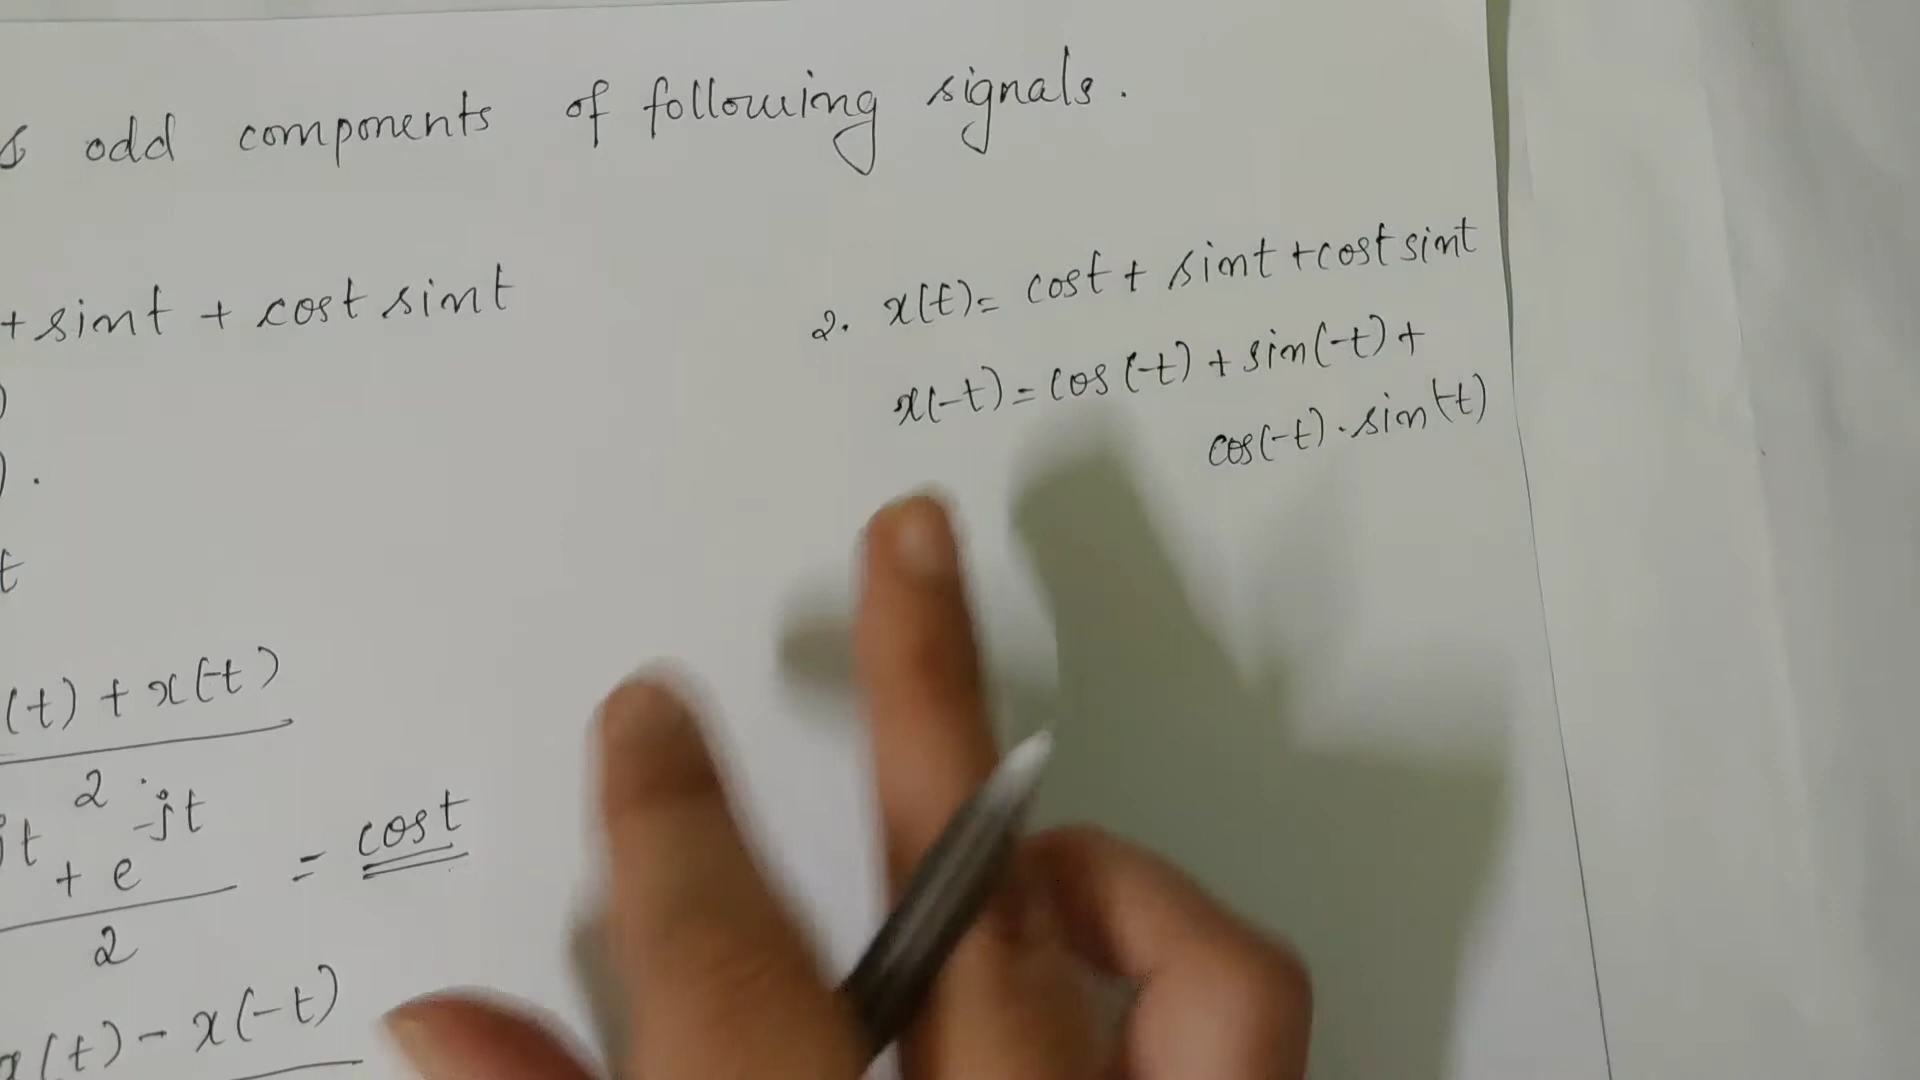 odd components of following signals.
+ sint + cost sint
)
) .
t
(t) + x(-t)
2
jt + e -jt = cost
2
x(t) - x(-t)
2. x(t) = cost + sint + cost sint
x(-t) = cos(-t) + sin(-t) +
cos(-t) . sin(-t)